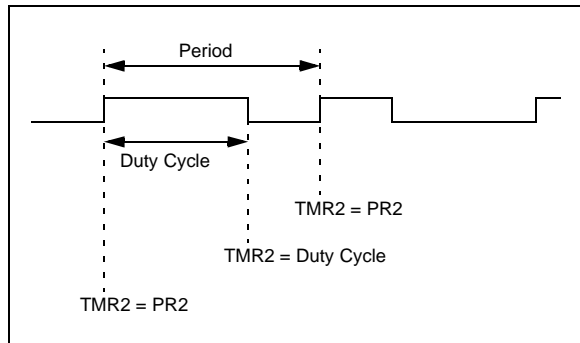 Period
Duty Cycle
TMR2 = PR2
TMR2 = Duty Cycle
TMR2 = PR2